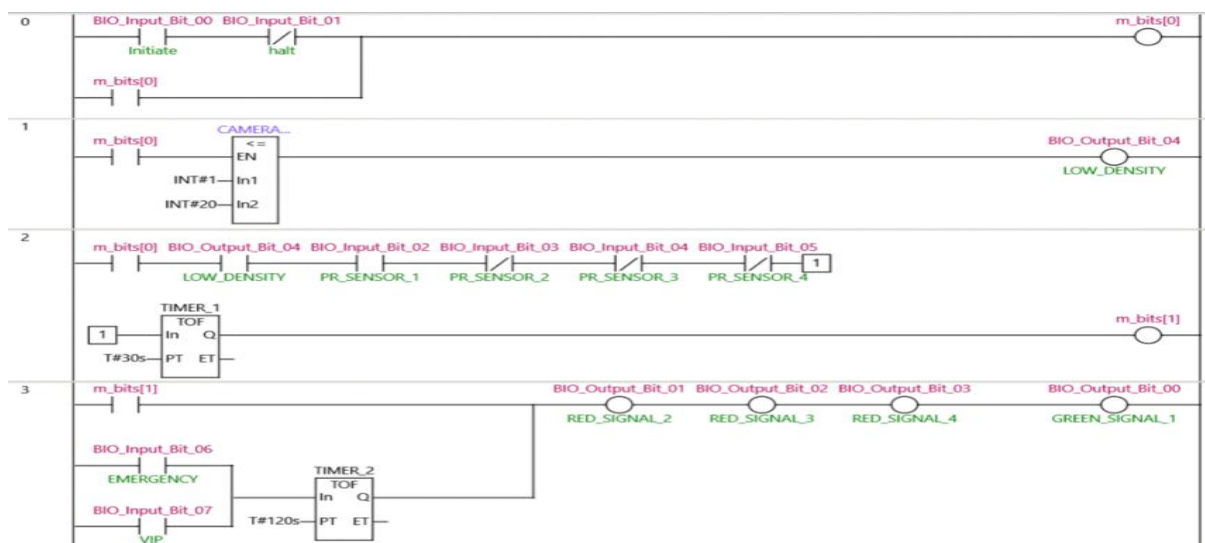 0
BIO_Input_Bit_00 BIO_Input_Bit_01 m_bits[0]
Initiate halt
m_bits[0]
1
CAMERA...
m_bits[0] <= BIO_Output_Bit_04
EN
LOW_DENSITY
INT#1 In1
INT#20 In2
2
m_bits[0] BIO_Output_Bit_04 BIO_Input_Bit_02 BIO_Input_Bit_03 BIO_Input_Bit_04 BIO_Input_Bit_05
1
LOW_DENSITY PR_SENSOR_1 PR_SENSOR_2 PR_SENSOR_3 PR_SENSOR_4
TIMER_1
TOF m_bits[1]
1 In Q
T#30s PT ET
3
m_bits[1] BIO_Output_Bit_01 BIO_Output_Bit_02 BIO_Output_Bit_03 BIO_Output_Bit_00
RED_SIGNAL_2 RED_SIGNAL_3 RED_SIGNAL_4 GREEN_SIGNAL_1
BIO_Input_Bit_06
EMERGENCY
TIMER_2
TOF
In Q
BIO_Input_Bit_07
T#120s PT ET
VIP